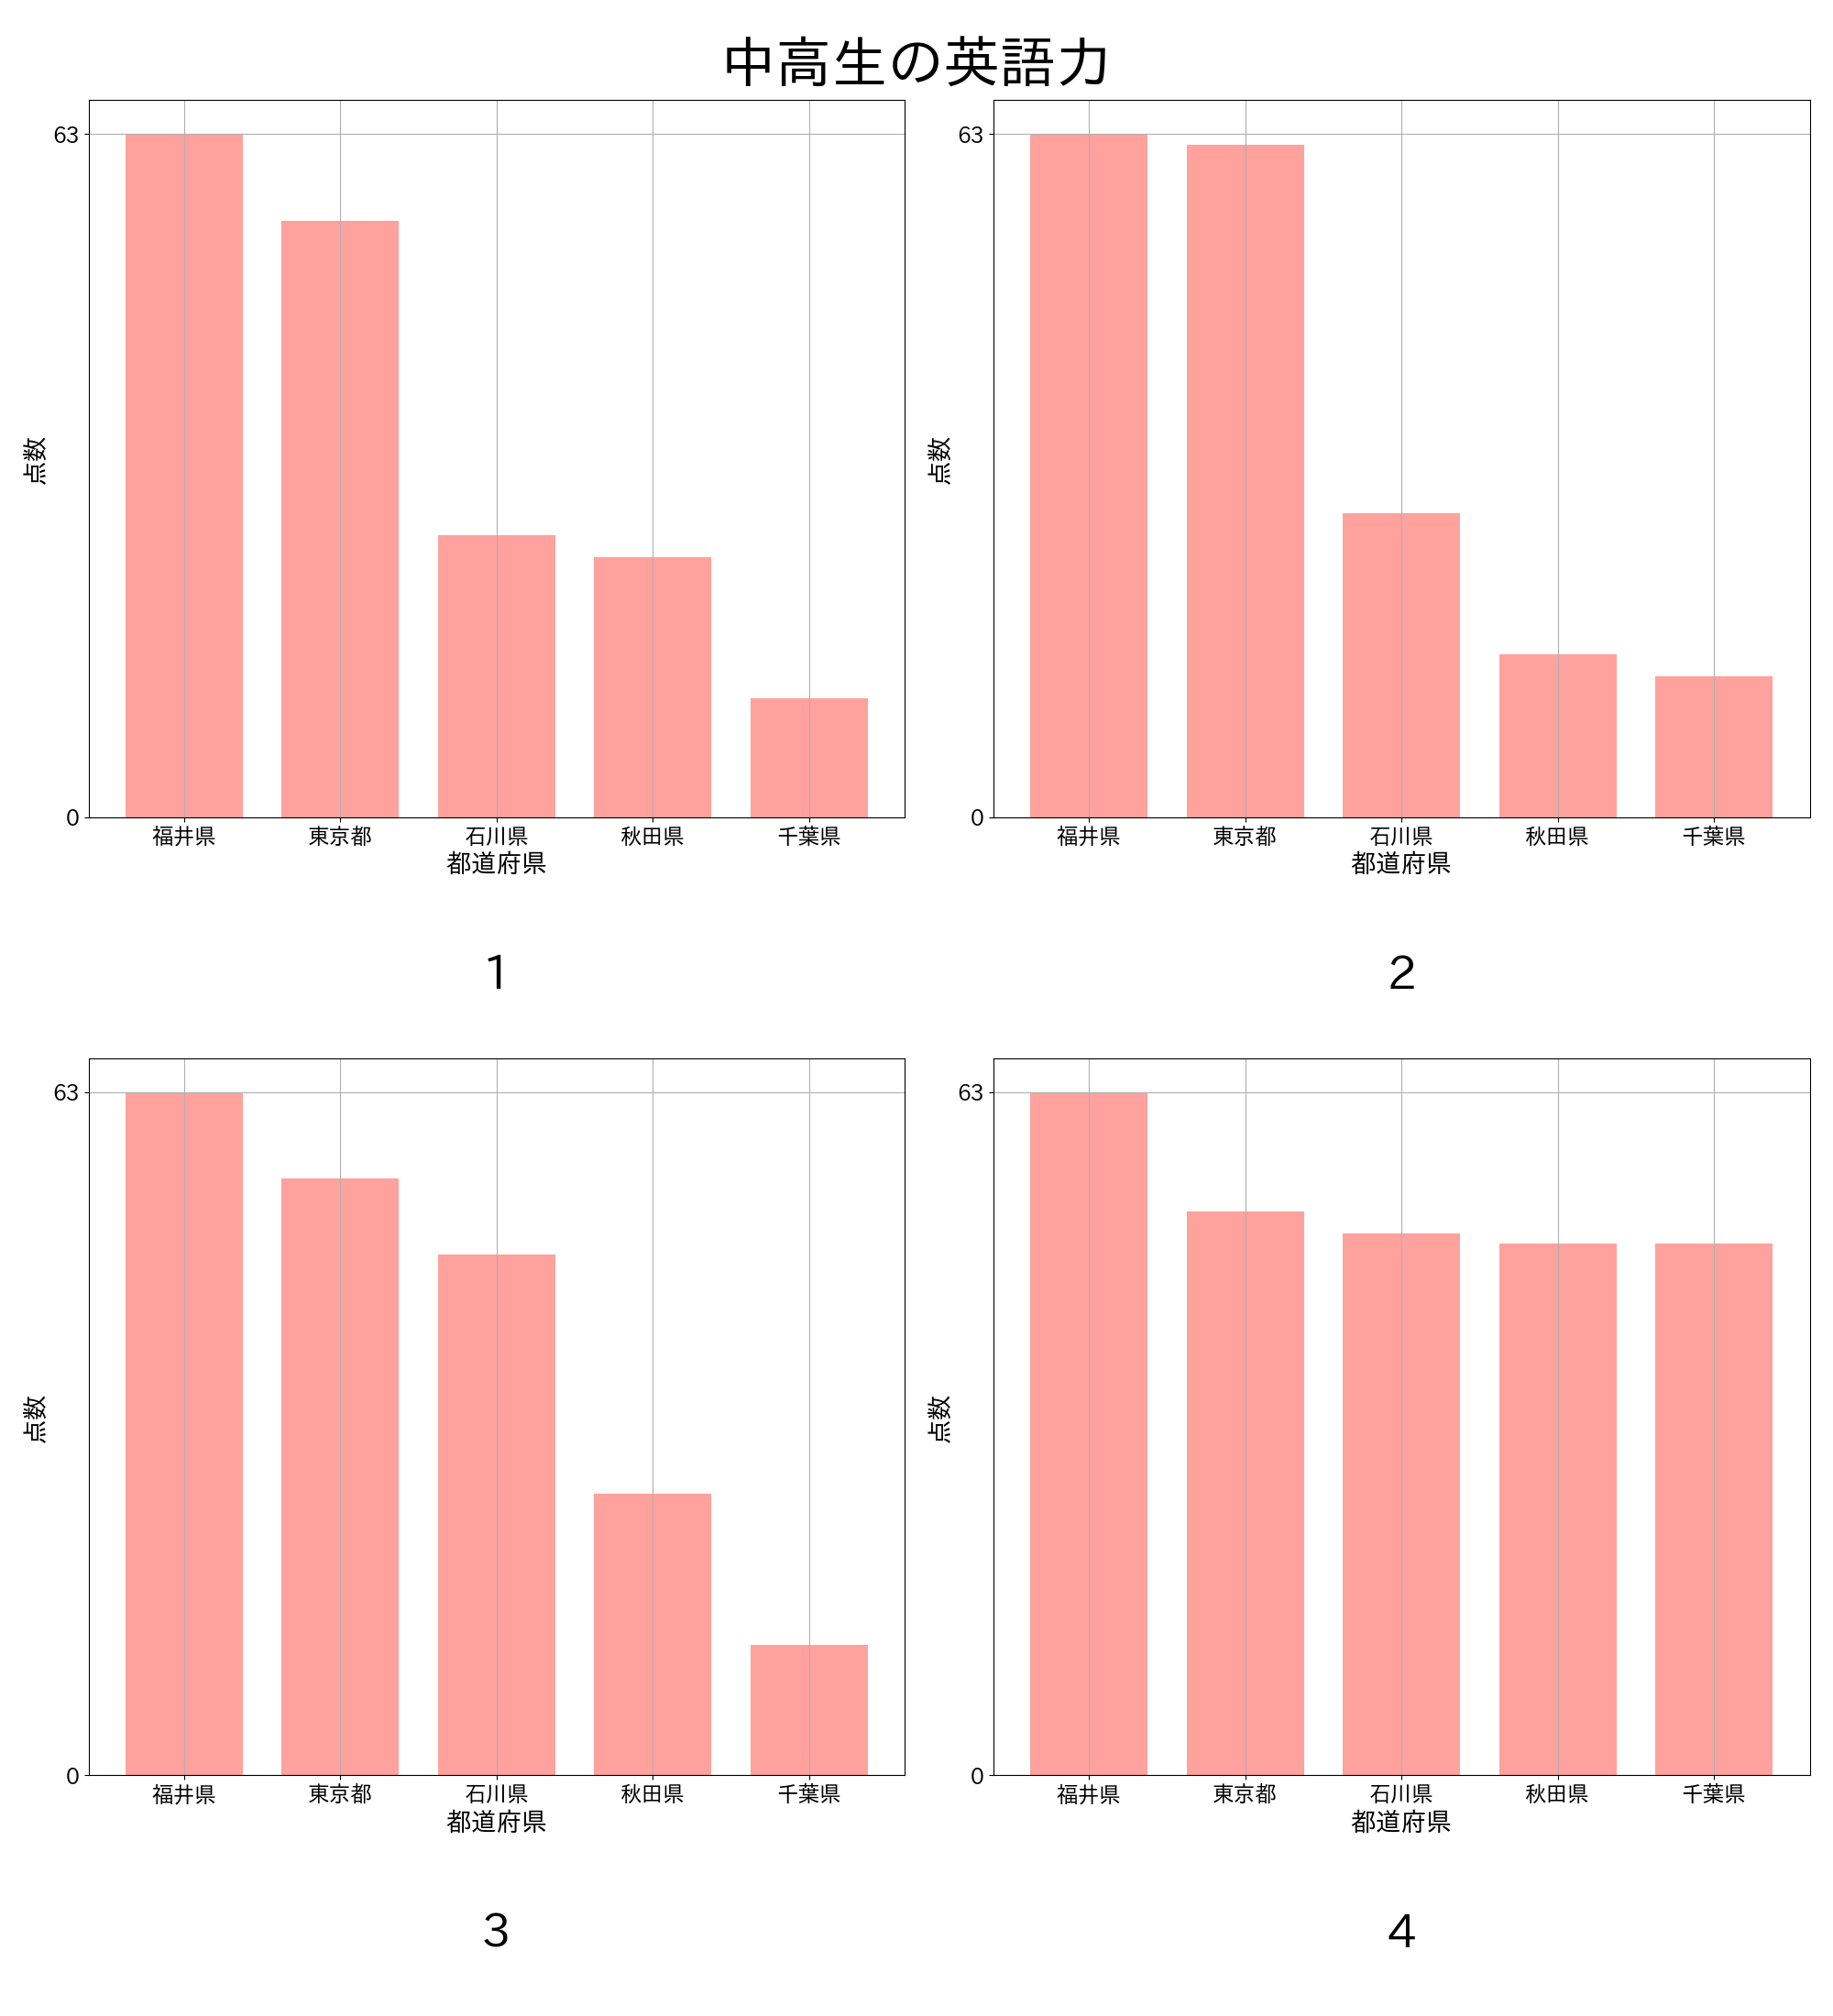 中高生の英語力
63
0
点数
福井県 東京都 石川県 秋田県 千葉県
都道府県
1
63
0
点数
福井県 東京都 石川県 秋田県 千葉県
都道府県
2
63
0
点数
福井県 東京都 石川県 秋田県 千葉県
都道府県
3
63
0
点数
福井県 東京都 石川県 秋田県 千葉県
都道府県
4